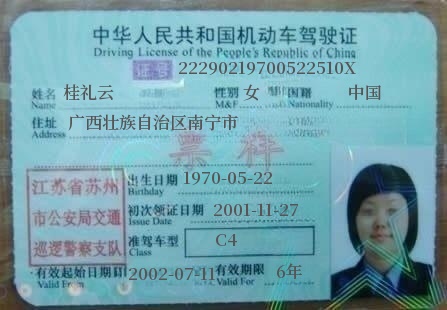 中华人民共和国机动车驾驶证
Driving License of the People's Republic of China
证号 22290219700522510X
姓名 桂礼云 性别 女 国籍 中国
Name M&F Nationality
住址 广西壮族自治区南宁市
Address
票样
出生日期 1970-05-22
Birthday
初次领证日期 2001-11-27
Issue Date
准驾车型 C4
Class
江苏省苏州
市公安局交通
巡逻警察支队
有效起始日期 2002-07-11 有效期限 6年
Valid From Valid For